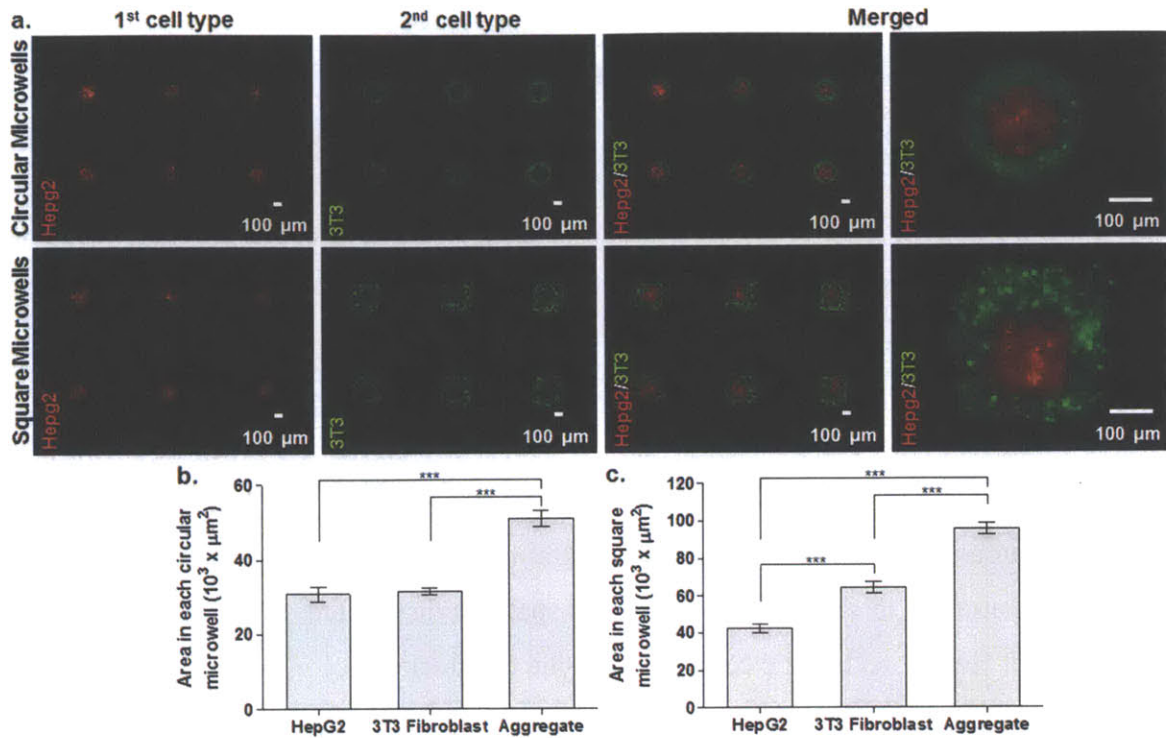 a.
1st cell type
2nd cell type
Merged
Circular Microwells
Hepg2
100 µm
3T3
100 µm
Hepg2/3T3
100 µm
Hepg2/3T3
100 µm
Square Microwells
Hepg2
100 µm
3T3
100 µm
Hepg2/3T3
100 µm
Hepg2/3T3
100 µm
b.
Area in each circular
microwell (10³ x µm²)
60
40
20
0
***
***
HepG2
3T3 Fibroblast
Aggregate
c.
Area in each square
microwell (10³ x µm²)
120
100
80
60
40
20
0
***
***
***
HepG2
3T3 Fibroblast
Aggregate